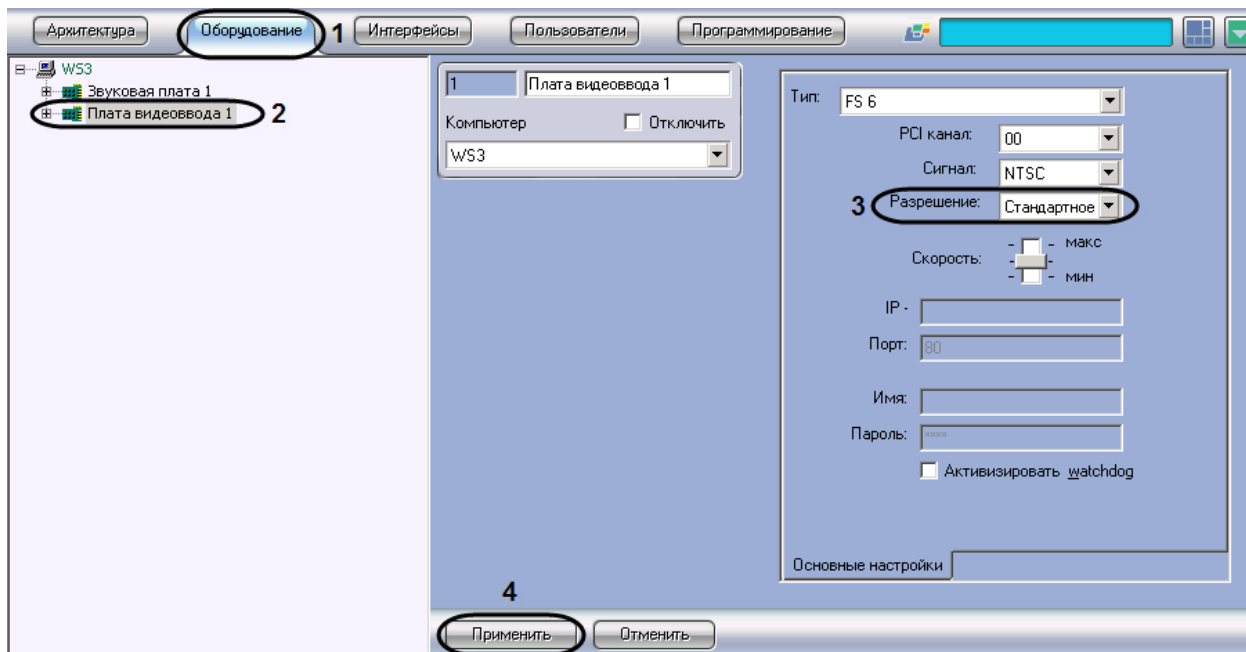 Архитектура Оборудование 1 Интерфейсы Пользователи Программирование
WS3
Звуковая плата 1
Плата видеоввода 1 2
1 Плата видеоввода 1
Компьютер Отключить
WS3
Тип: FS 6
PCI канал: 00
Сигнал: NTSC
3 Разрешение: Стандартное
Скорость: макс
мин
IP -
Порт: 80
Имя:
Пароль: ****
Активизировать watchdog
Основные настройки
4
Применить Отменить